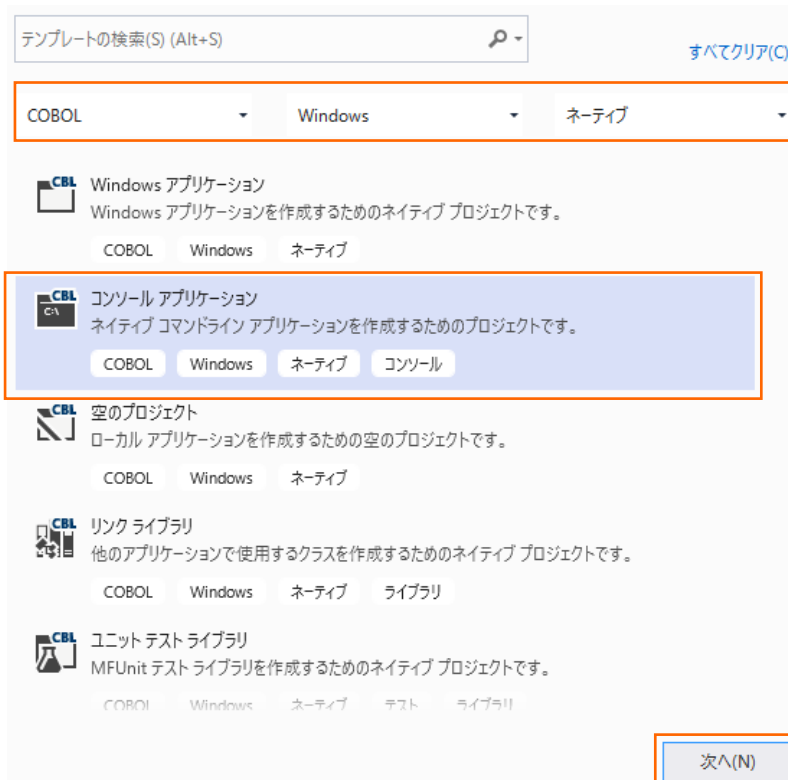 テンプレートの検索(S) (Alt+S)
すべてクリア(C)
COBOL Windows ネーティブ
CBL
Windows アプリケーション
Windows アプリケーションを作成するためのネイティブ プロジェクトです。
COBOL Windows ネーティブ
CBL
C:\
コンソール アプリケーション
ネイティブ コマンドライン アプリケーションを作成するためのプロジェクトです。
COBOL Windows ネーティブ コンソール
CBL
空のプロジェクト
ローカル アプリケーションを作成するための空のプロジェクトです。
COBOL Windows ネーティブ
CBL
リンク ライブラリ
他のアプリケーションで使用するクラスを作成するためのネイティブ プロジェクトです。
COBOL Windows ネーティブ ライブラリ
CBL
ユニット テスト ライブラリ
MFUnit テスト ライブラリを作成するためのネイティブ プロジェクトです。
COBOL Windows ネーティブ テスト ライブラリ
次へ(N)